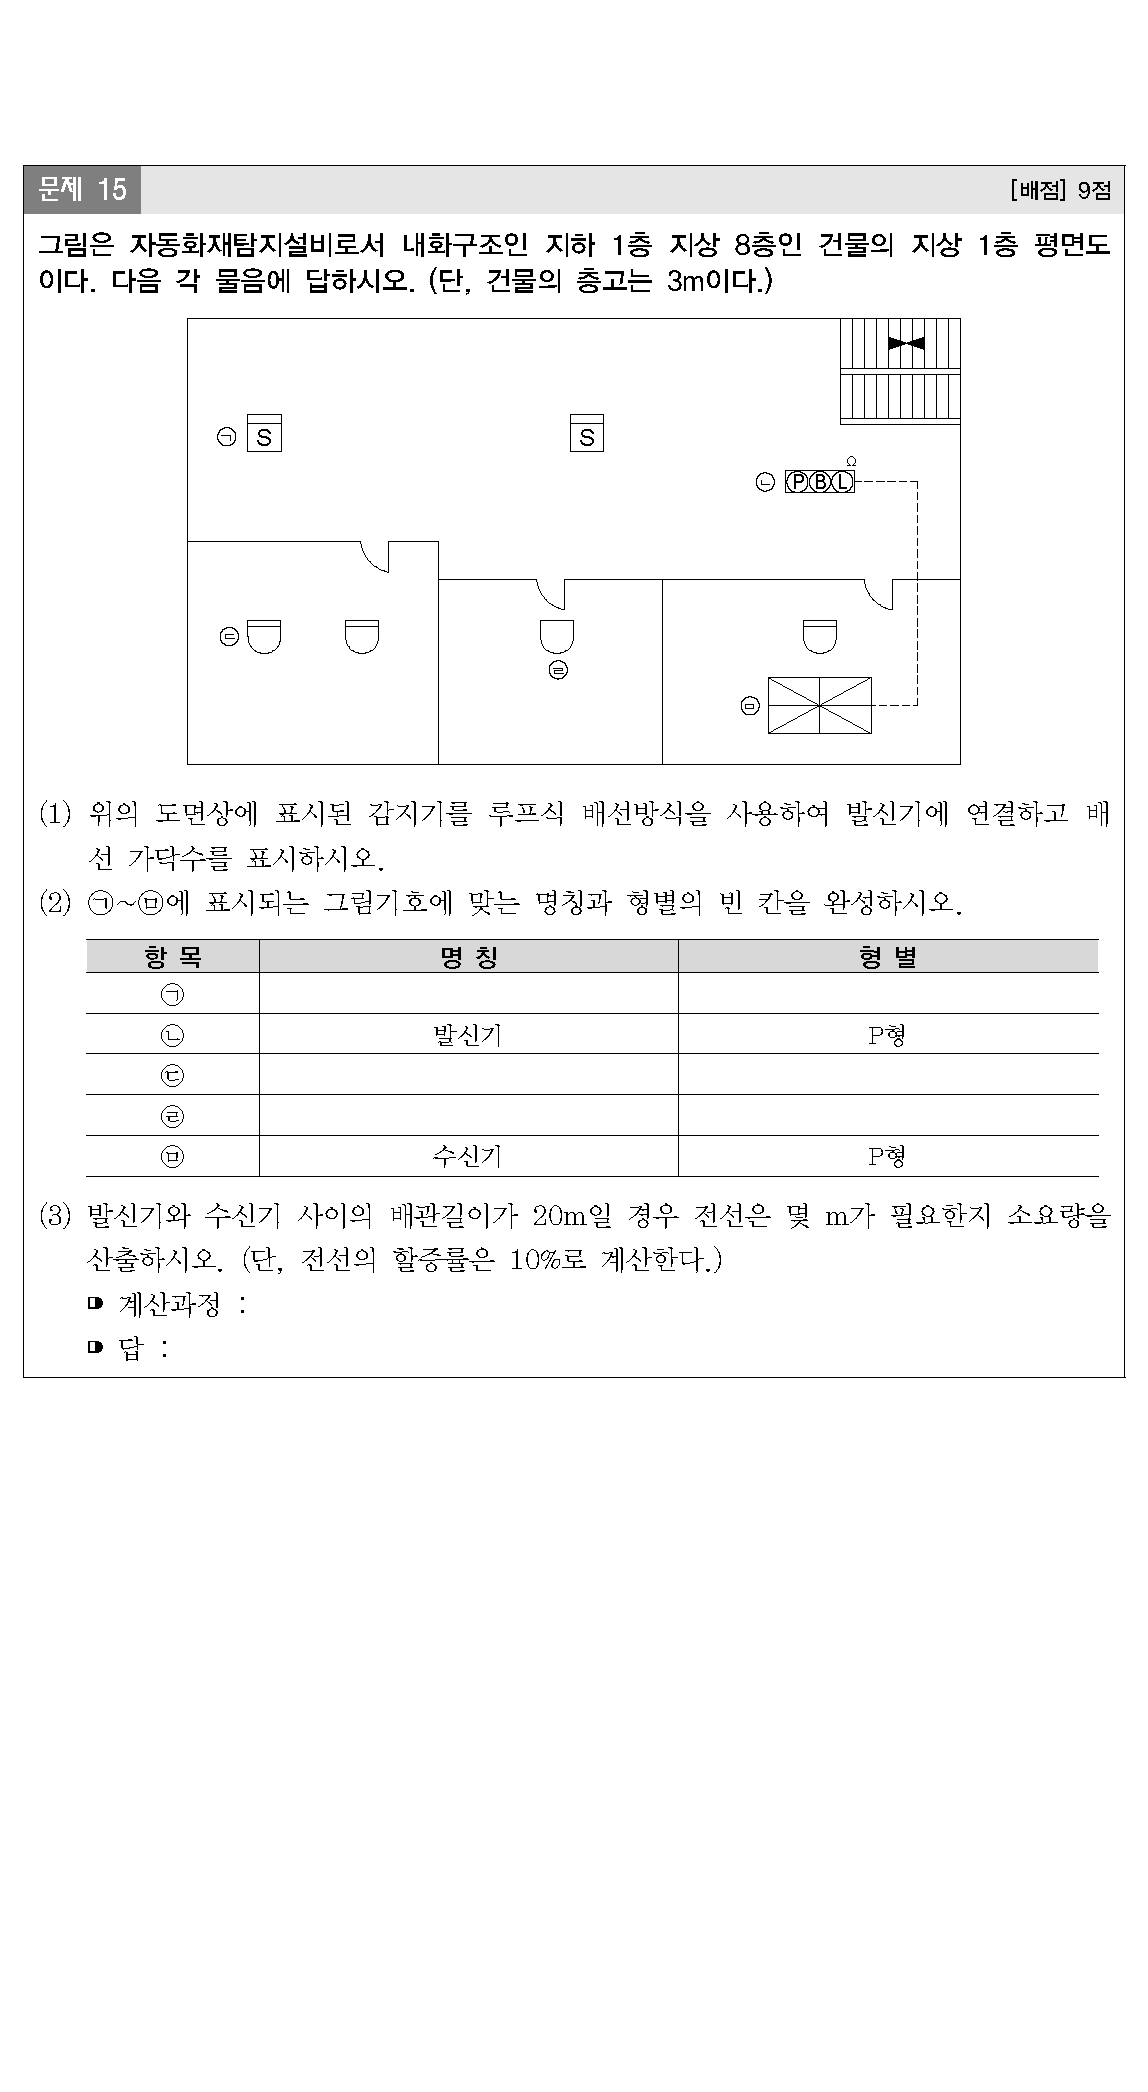 문제 15 [배점] 9점
그림은 자동화재탐지설비로서 내화구조인 지하 1층 지상 8층인 건물의 지상 1층 평면도
이다. 다음 각 물음에 답하시오. (단, 건물의 층고는 3m이다.)
㉠ S S
Ω
㉡ P B L
㉢
㉣
㉤
(1) 위의 도면상에 표시된 감지기를 루프식 배선방식을 사용하여 발신기에 연결하고 배
선 가닥수를 표시하시오.
(2) ㉠~㉤에 표시되는 그림기호에 맞는 명칭과 형별의 빈 칸을 완성하시오.
항 목 명 칭 형 별
㉠
㉡ 발신기 P형
㉢
㉣
㉤ 수신기 P형
(3) 발신기와 수신기 사이의 배관길이가 20m일 경우 전선은 몇 m가 필요한지 소요량을
산출하시오. (단, 전선의 할증률은 10%로 계산한다.)
계산과정 :
답 :